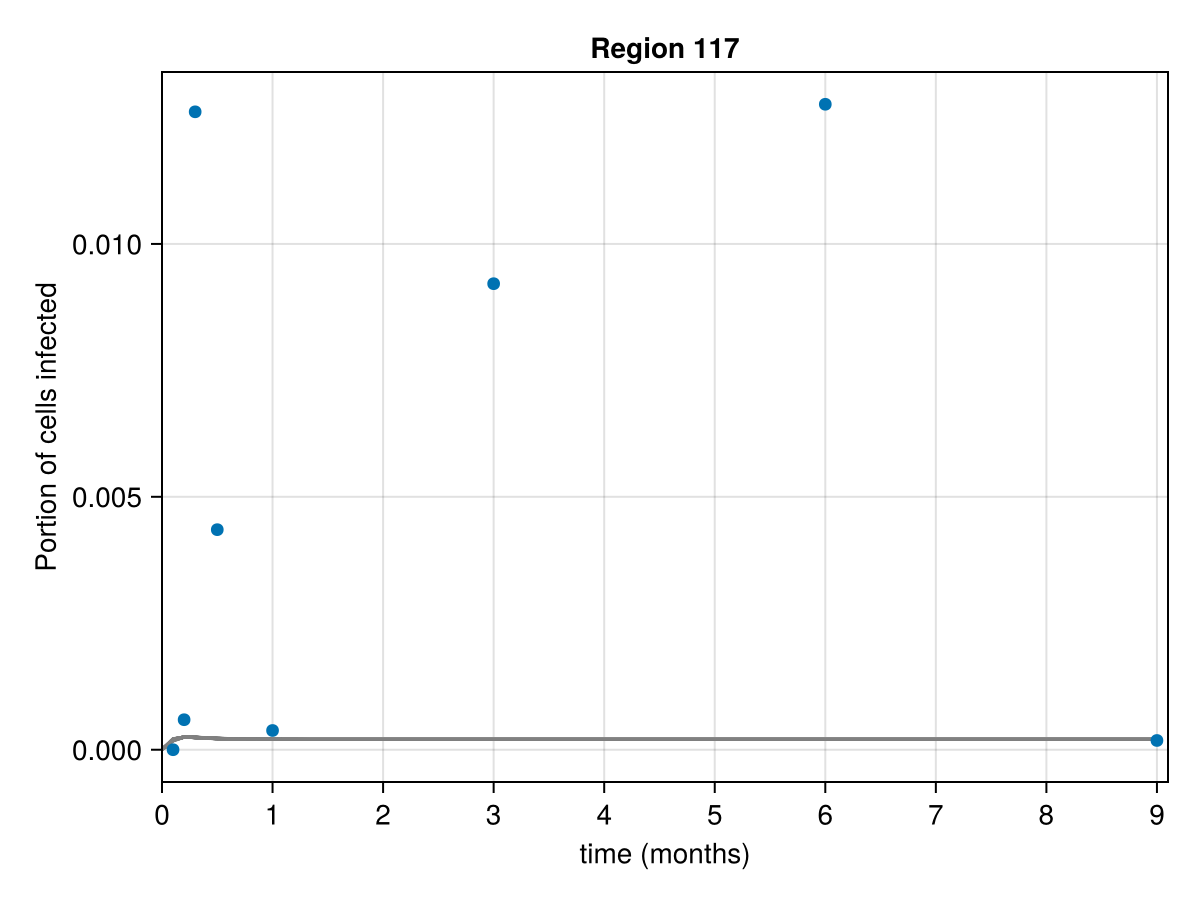 Region 117
Portion of cells infected
0.010
0.005
0.000
0 1 2 3 4 5 6 7 8 9
time (months)